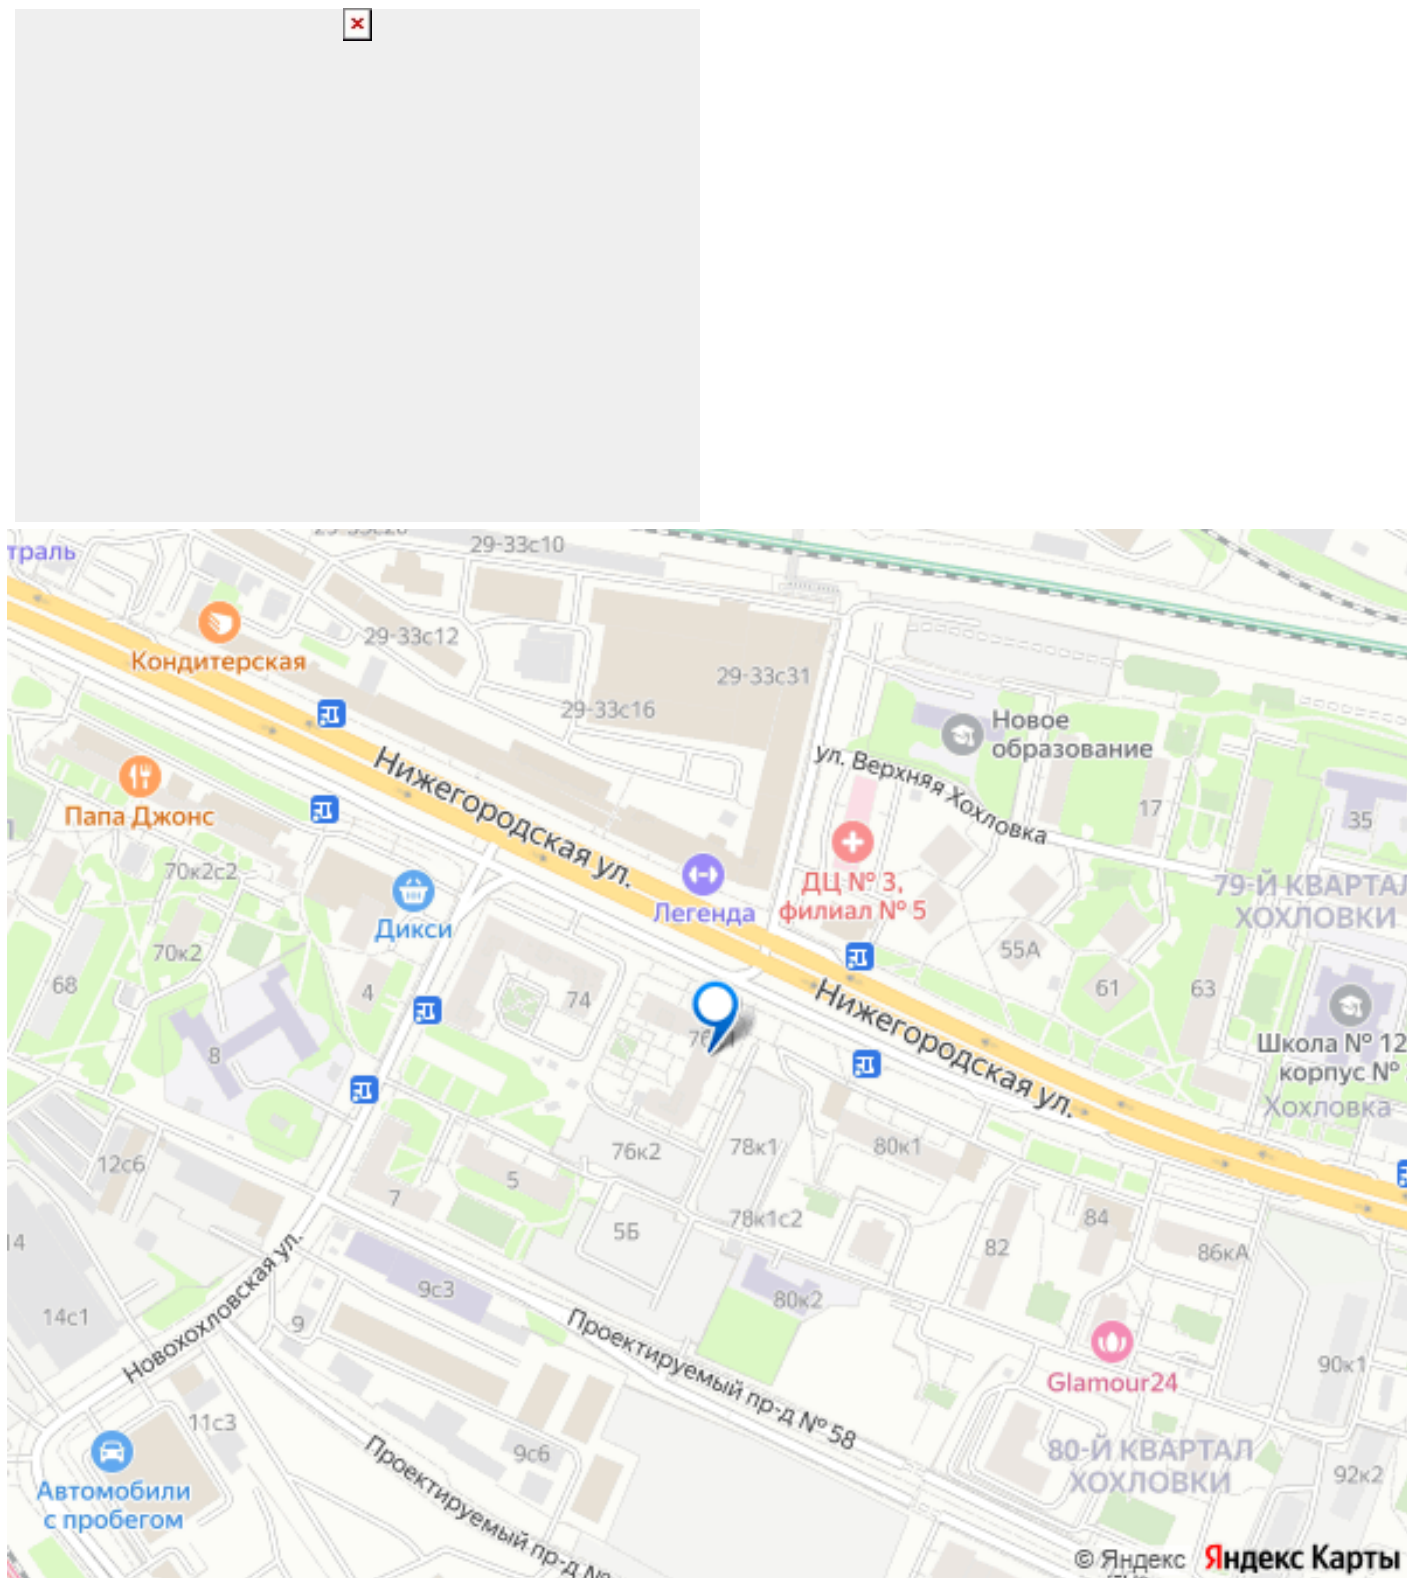 29-33с10
траль
29-33с12
Кондитерская
29-33с31
29-33с16
Новое
образование
Нижегородская ул.
ул. Верхняя Хохловка
Папа Джонс
17
35
70к2с2
ДЦ № 3,
филиал № 5
Легенда
79-Й КВАРТАЛ
ХОХЛОВКИ
Дикси
70к2
55А
68
4
74
61
63
Нижегородская ул.
8
Школа № 12
корпус №
Хохловка
76к2
78к1
80к1
12с6
7
5
5Б
78к1с2
82
84
86кА
14
9с3
80к2
14с1
9
Новохохловская ул.
Проектируемый пр-д № 58
Glamour24
90к1
11с3
9с6
Проектируемый пр-д №
80-Й КВАРТАЛ
ХОХЛОВКИ
92к2
Автомобили
с пробегом
© Яндекс Яндекс Карты